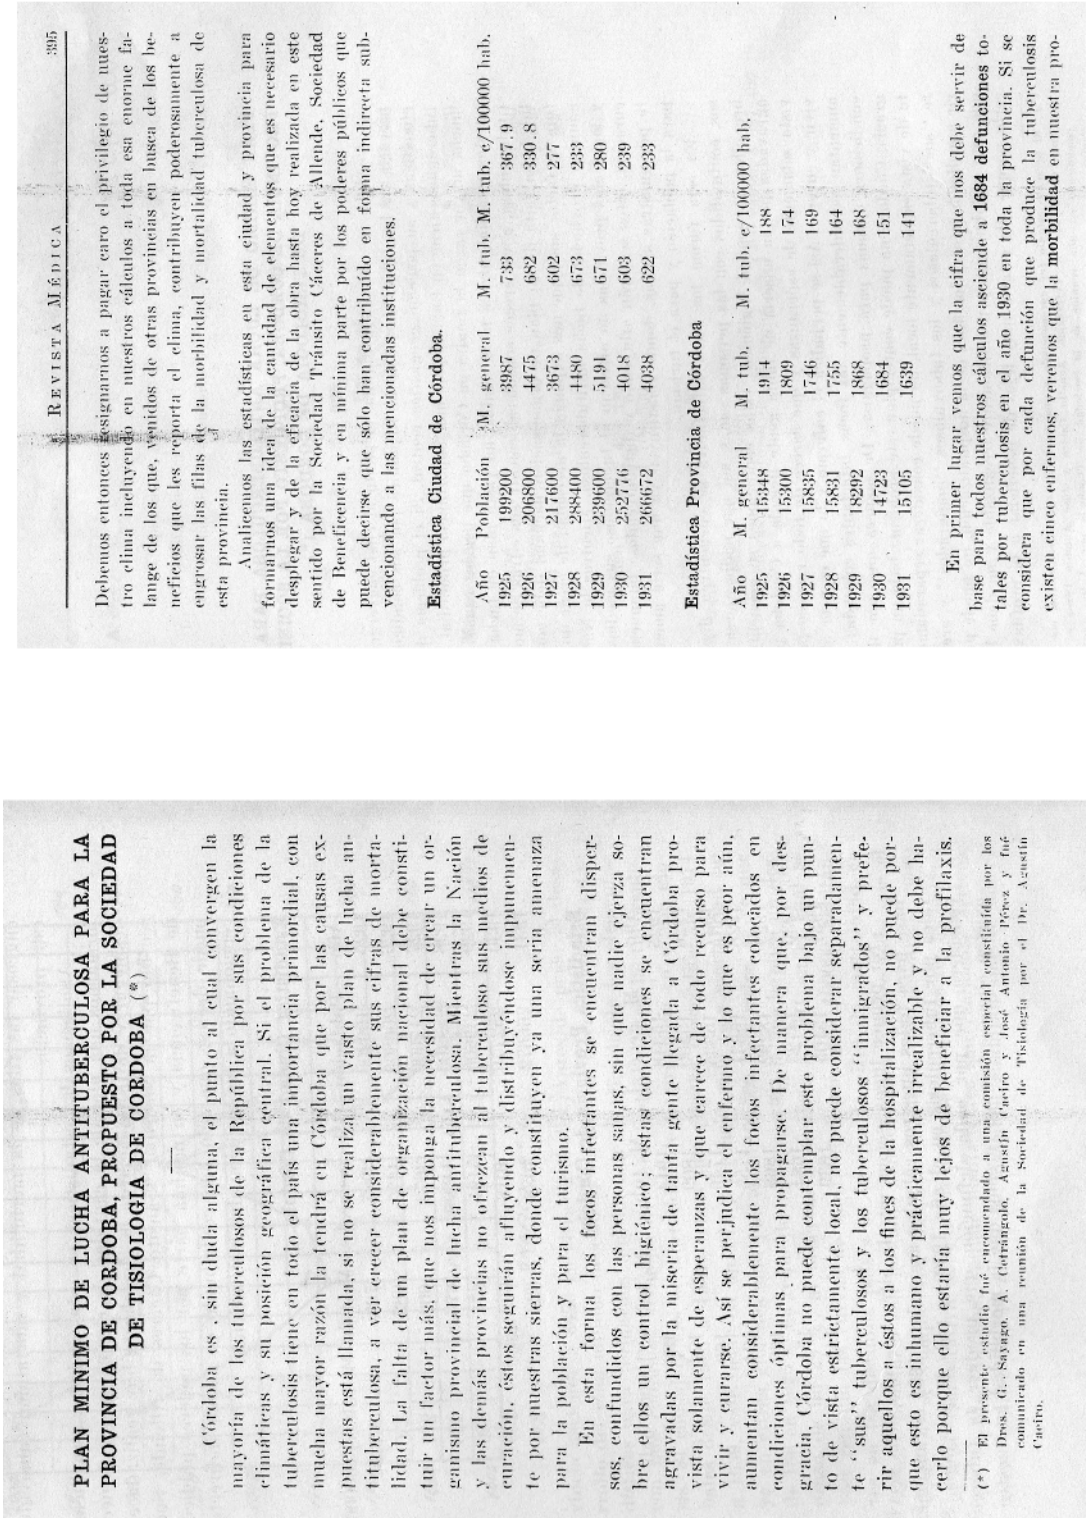 PLAN MINIMO DE LUCHA ANTITUBERCULOSA PARA LA
PROVINCIA DE CORDOBA, PROPUESTO POR LA SOCIEDAD
DE TISIOLOGIA DE CORDOBA (*)
Córdoba es , sin duda alguna, el punto al cual convergen la
mayoría de los tuberculosos de la República por sus condiciones
climáticas y su posición geográfica central. Si el problema de la
tuberculosis tiene en todo el país una importancia primordial, con
mucha mayor razón la tendrá en Córdoba que por las causas ex-
puestas está llamada, si no se realiza un vasto plan de lucha an-
tituberculosa, a ver crecer considerablemente sus cifras de morta-
lidad. La falta de un plan de organización nacional debe consti-
tuir un factor más, que nos imponga la necesidad de crear un or-
ganismo provincial de lucha antituberculosa. Mientras la Nación
y las demás provincias no ofrezcan al tuberculoso sus medios de
curación, éstos seguirán afluyendo y distribuyéndose impunemen-
te por nuestras sierras, donde constituyen ya una seria amenaza
para la población y para el turismo.
En esta forma los focos infectantes se encuentran disper-
sos, confundidos con las personas sanas, sin que nadie ejerza so-
bre ellos un control higiénico; estas condiciones se encuentran
agravadas por la miseria de tanta gente llegada a Córdoba pro-
vista solamente de esperanzas y que carece de todo recurso para
vivir y curarse. Así se perjudica el enfermo y lo que es peor aún,
aumentan considerablemente los focos infectantes colocados en
condiciones óptimas para propagarse. De manera que, por des-
gracia, Córdoba no puede contemplar este problema bajo un pun-
to de vista estrictamente local, no puede considerar separadamen-
te "sus" tuberculosos y los tuberculosos "inmigrados" y prefe-
rir aquellos a éstos a los fines de la hospitalización, no puede por-
que esto es inhumano y prácticamente irrealizable y no debe ha-
cerlo porque ello estaría muy lejos de beneficiar a la profilaxis.
(*) El presente estudio fué encomendado a una comisión especial constituída por los
Dres. G. Sayago, A. Cetrángolo, Agustín Caeiro y José Antonio Pérez y fué
comunicado en una reunión de la Sociedad de Tisiología por el Dr. Agustín
Caeiro.
REVISTA MÉDICA 395
Debemos entonces resignarnos a pagar caro el privilegio de nues-
tro clima incluyendo en nuestros cálculos a toda esa enorme fa-
lange de los que, venidos de otras provincias en busca de los be-
neficios que les reporta el clima, contribuyen poderosamente a
engrosar las filas de la morbilidad y mortalidad tuberculosa de
esta provincia.
Analicemos las estadísticas en esta ciudad y provincia para
formarnos una idea de la cantidad de elementos que es necesario
desplegar y de la eficacia de la obra hasta hoy realizada en este
sentido por la Sociedad Tránsito Cáceres de Allende, Sociedad
de Beneficencia y en mínima parte por los poderes públicos que
puede decirse que sólo han contribuído en forma indirecta sub-
vencionando a las mencionadas instituciones.
Estadística Ciudad de Córdoba.
Año Población M. general M. tub. M. tub. c/100000 hab.
1925 199200 3987 733 367.9
1926 206800 4475 682 330.8
1927 217600 3673 602 277
1928 288400 4480 673 233
1929 239600 5191 671 280
1930 252776 4018 603 239
1931 266672 4038 622 233
Estadística Provincia de Córdoba
Año M. general M. tub. M. tub. c/100000 hab.
1925 15348 1914 188
1926 15300 1809 174
1927 15835 1746 169
1928 15831 1755 164
1929 18292 1868 168
1930 14723 1684 151
1931 15105 1639 141
En primer lugar vemos que la cifra que nos debe servir de
base para todos nuestros cálculos asciende a 1684 defunciones to-
tales por tuberculosis en el año 1930 en toda la provincia. Si se
considera que por cada defunción que produce la tuberculosis
existen cinco enfermos, veremos que la morbilidad en nuestra pro-